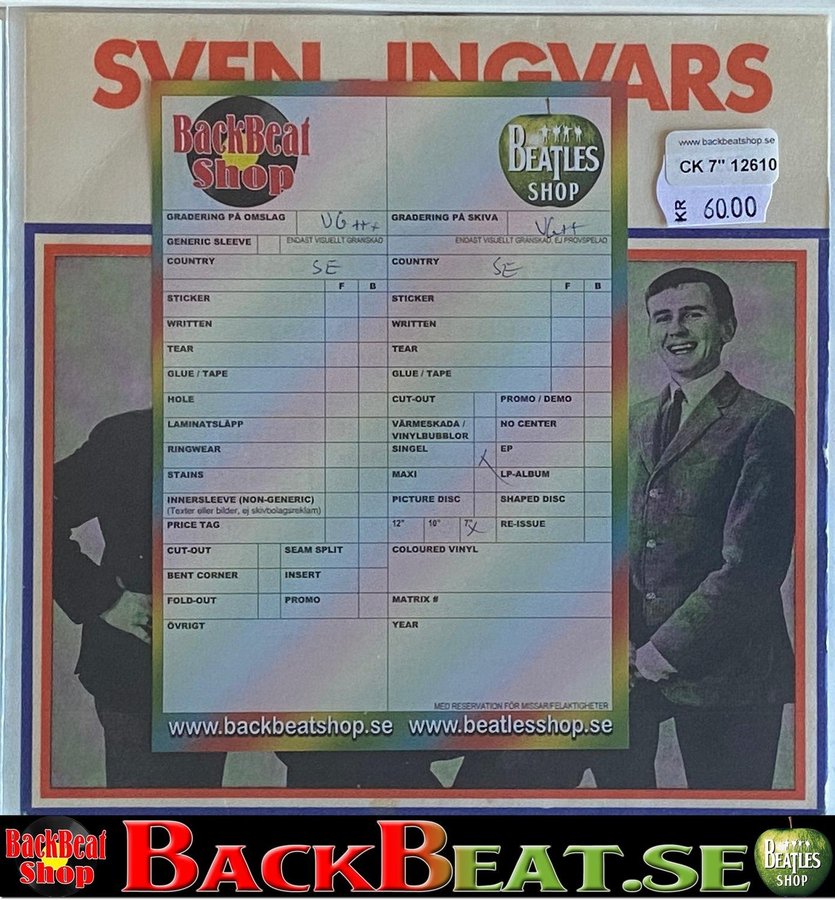 SVEN-INGVARS
BackBeat
Shop
BEATLES
SHOP
www.backbeatshop.se
CK 7" 12610
KR 60.00
GRADERING PÅ OMSLAG VG+++ GRADERING PÅ SKIVA VG++
GENERIC SLEEVE ENDAST VISUELLT GRANSKAD ENDAST VISUELLT GRANSKAD, EJ PROVSPELAD
COUNTRY SE COUNTRY SE
F B F B
STICKER STICKER
WRITTEN WRITTEN
TEAR TEAR
GLUE / TAPE GLUE / TAPE
HOLE CUT-OUT PROMO / DEMO
LAMINATSLÄPP VÄRMESKADA / NO CENTER
VINYLBUBBLOR
RINGWEAR SINGEL X EP
STAINS MAXI LP-ALBUM
INNERSLEEVE (NON-GENERIC) PICTURE DISC SHAPED DISC
(Texter eller bilder, ej skivbolagsreklam)
PRICE TAG 12" 10" 7" X RE-ISSUE
CUT-OUT SEAM SPLIT COLOURED VINYL
BENT CORNER INSERT
FOLD-OUT PROMO MATRIX #
ÖVRIGT YEAR
MED RESERVATION FÖR MISSAR/FELAKTIGHETER
www.backbeatshop.se www.beatlesshop.se
BackBeat
Shop
BACKBEAT.SE
BEATLES
SHOP